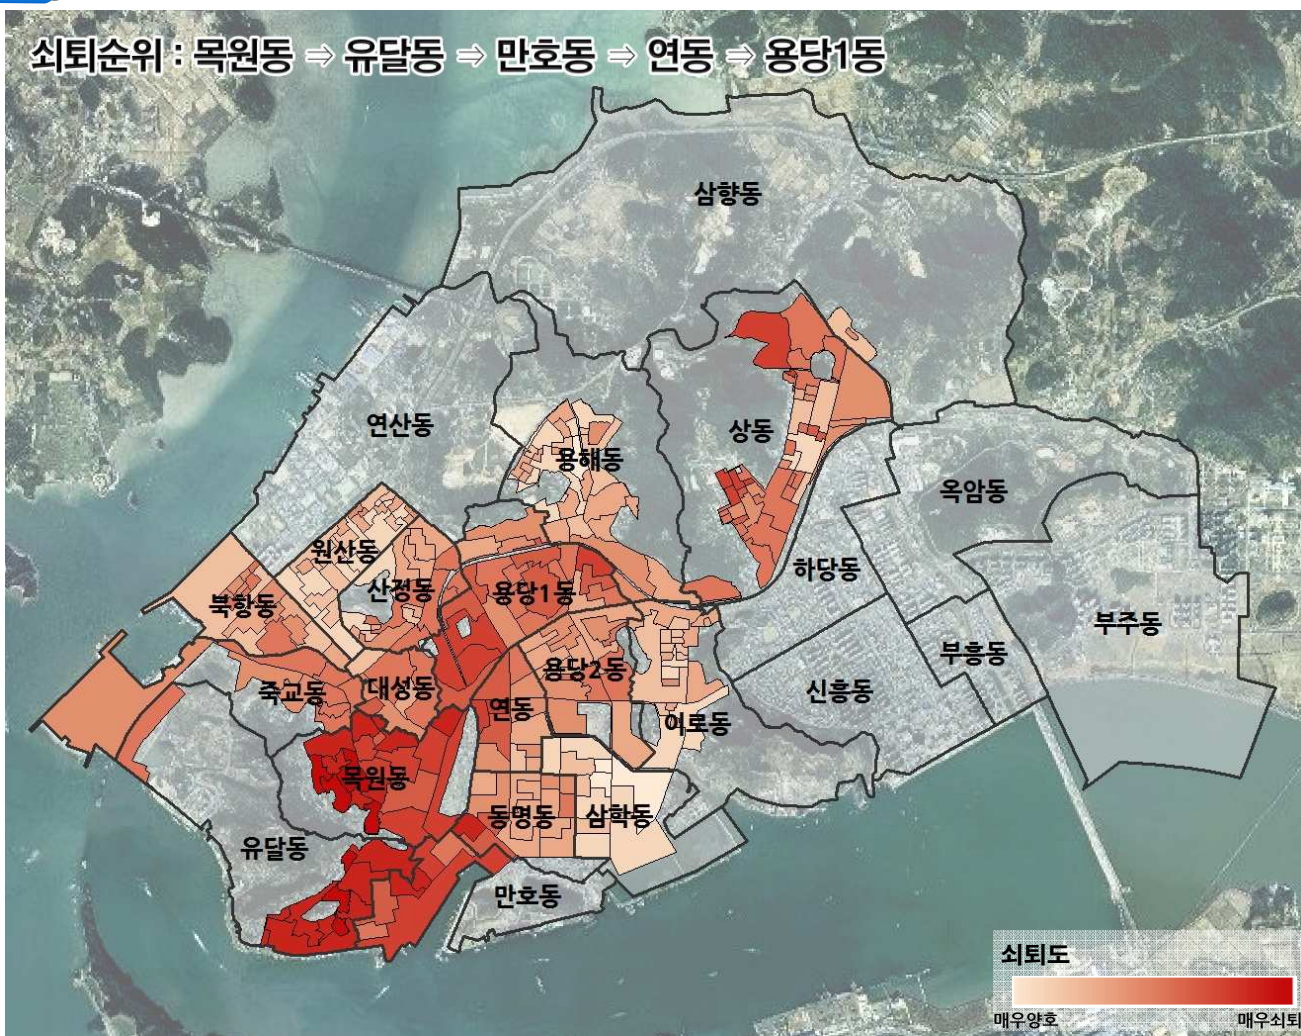 쇠퇴순위 : 목원동 ⇨ 유달동 ⇨ 만호동 ⇨ 연동 ⇨ 용당1동
삼향동
연산동
상동
용해동
옥암동
원산동
하당동
산정동
용당1동
북항동
부주동
부흥동
용당2동
죽교동
대성동
신흥동
연동
이로동
목원동
동명동
삼학동
유달동
만호동
쇠퇴도
매우양호
매우쇠퇴